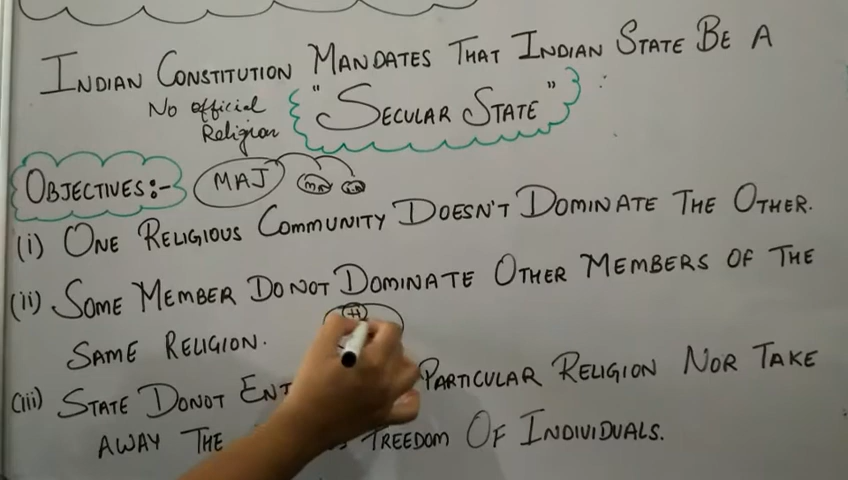 INDIAN CONSTITUTION MANDATES THAT INDIAN STATE BE A
No official
Religion
"SECULAR STATE"
OBJECTIVES:-
MAJ
(i) ONE RELIGIOUS COMMUNITY DOESN'T DOMINATE THE OTHER.
(ii) SOME MEMBER DO NOT DOMINATE OTHER MEMBERS OF THE
SAME RELIGION.
H
(iii) STATE DO NOT PARTICULAR RELIGION NOR TAKE
AWAY THE FREEDOM OF INDIVIDUALS.